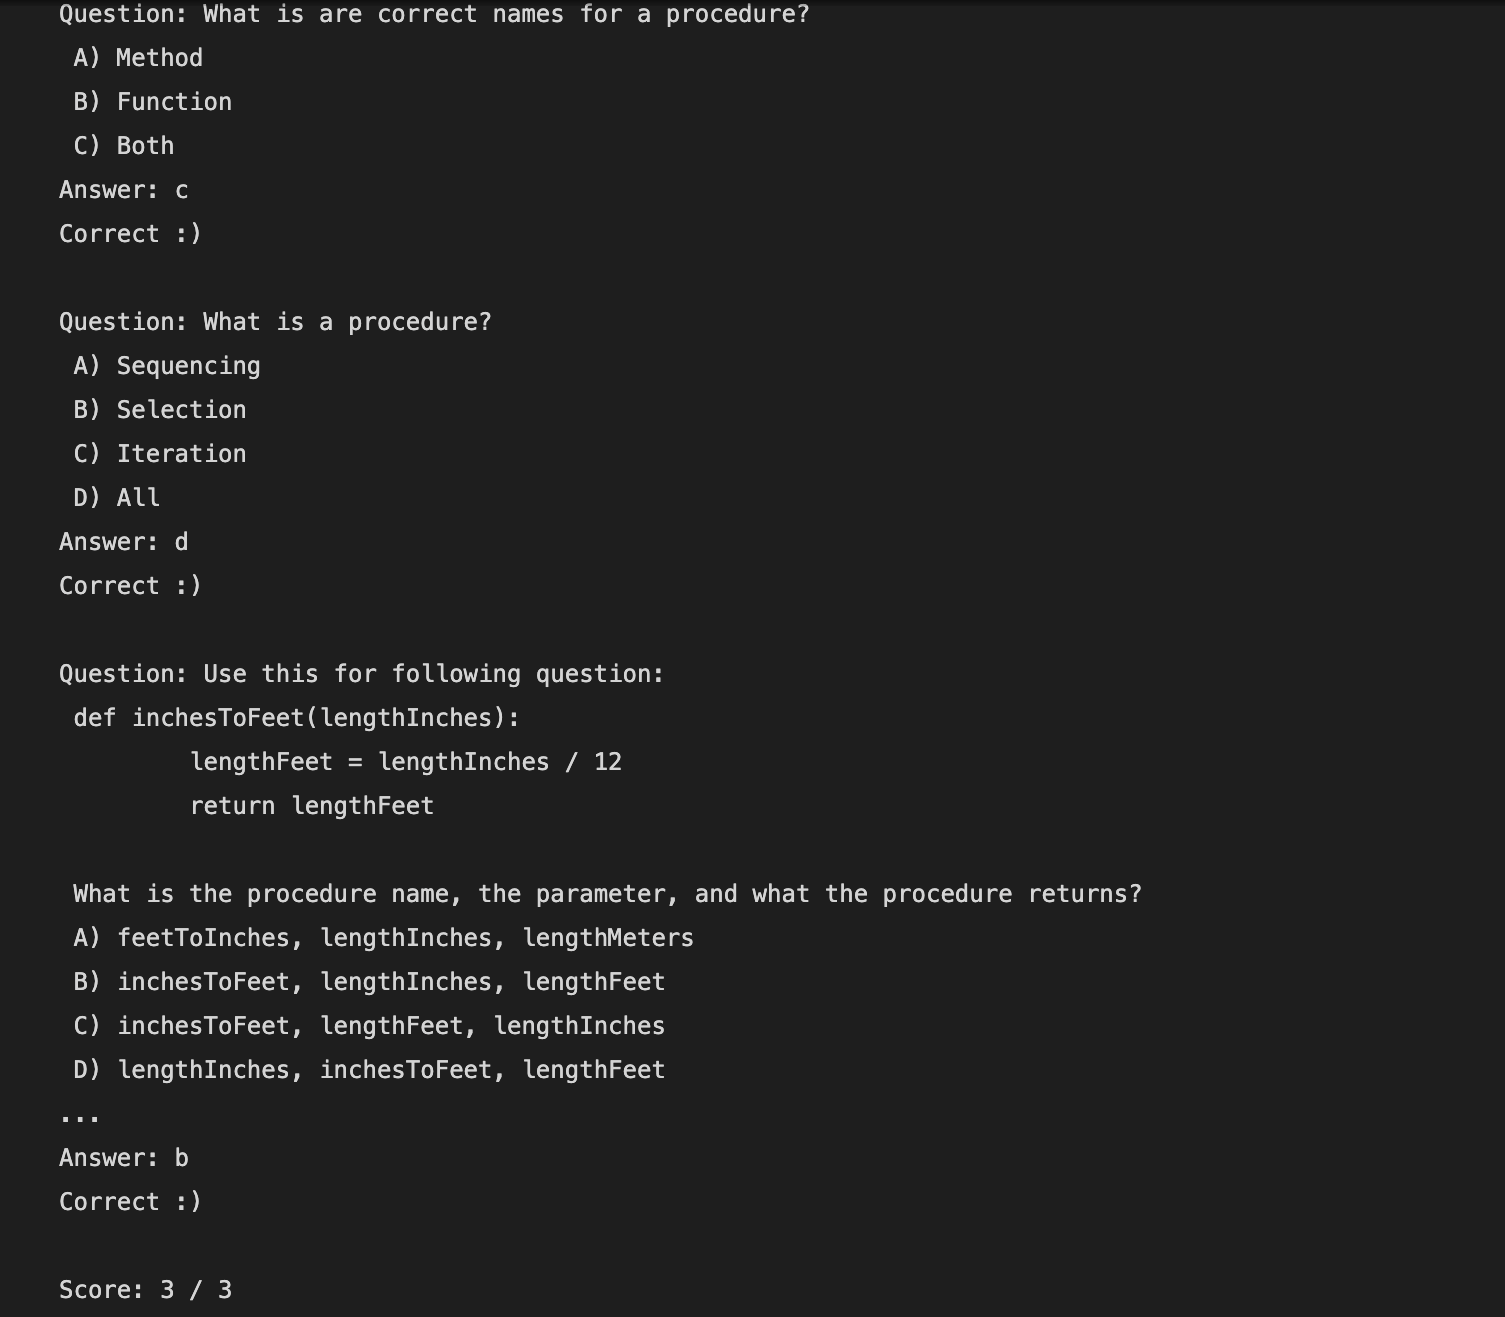 Question: What is are correct names for a procedure?
A) Method
B) Function
C) Both
Answer: c
Correct :)
Question: What is a procedure?
A) Sequencing
B) Selection
C) Iteration
D) All
Answer: d
Correct :)
Question: Use this for following question:
def inchesToFeet(lengthInches):
lengthFeet = lengthInches / 12
return lengthFeet
What is the procedure name, the parameter, and what the procedure returns?
A) feetToInches, lengthInches, lengthMeters
B) inchesToFeet, lengthInches, lengthFeet
C) inchesToFeet, lengthFeet, lengthInches
D) lengthInches, inchesToFeet, lengthFeet
...
Answer: b
Correct :)
Score: 3 / 3